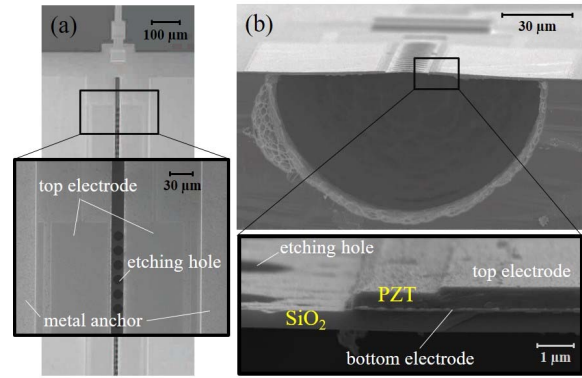 (a)
100 µm
30 µm
top electrode
etching hole
metal anchor
(b)
30 µm
etching hole
top electrode
PZT
SiO₂
bottom electrode
1 µm